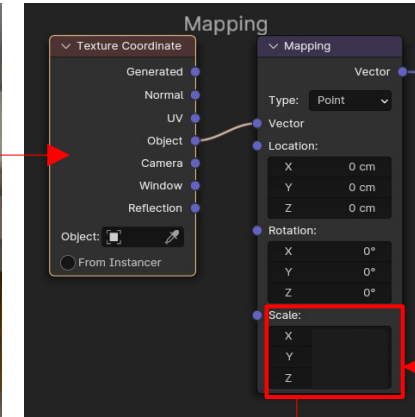 Mapping
Texture Coordinate
Generated
Normal
UV
Object
Camera
Window
Reflection
Object:
From Instancer
Mapping
Vector
Type: Point
Vector
Location:
X 0 cm
Y 0 cm
Z 0 cm
Rotation:
X 0°
Y 0°
Z 0°
Scale:
X
Y
Z